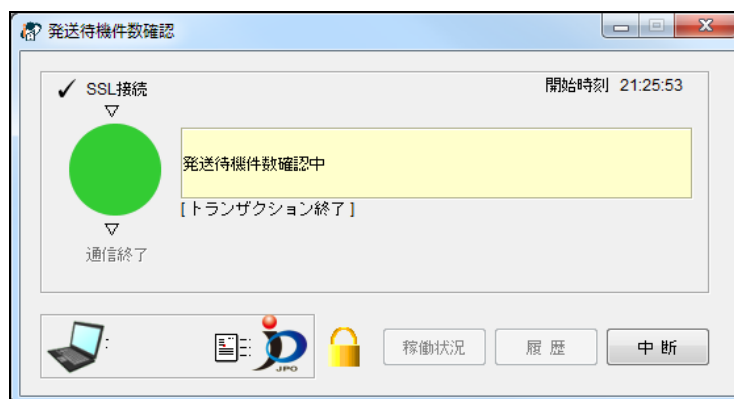 発送待機件数確認
✓ SSL接続
開始時刻 21:25:53
▽
発送待機件数確認中
[トランザクション終了]
▽
通信終了
JPO
稼働状況
履 歴
中 断